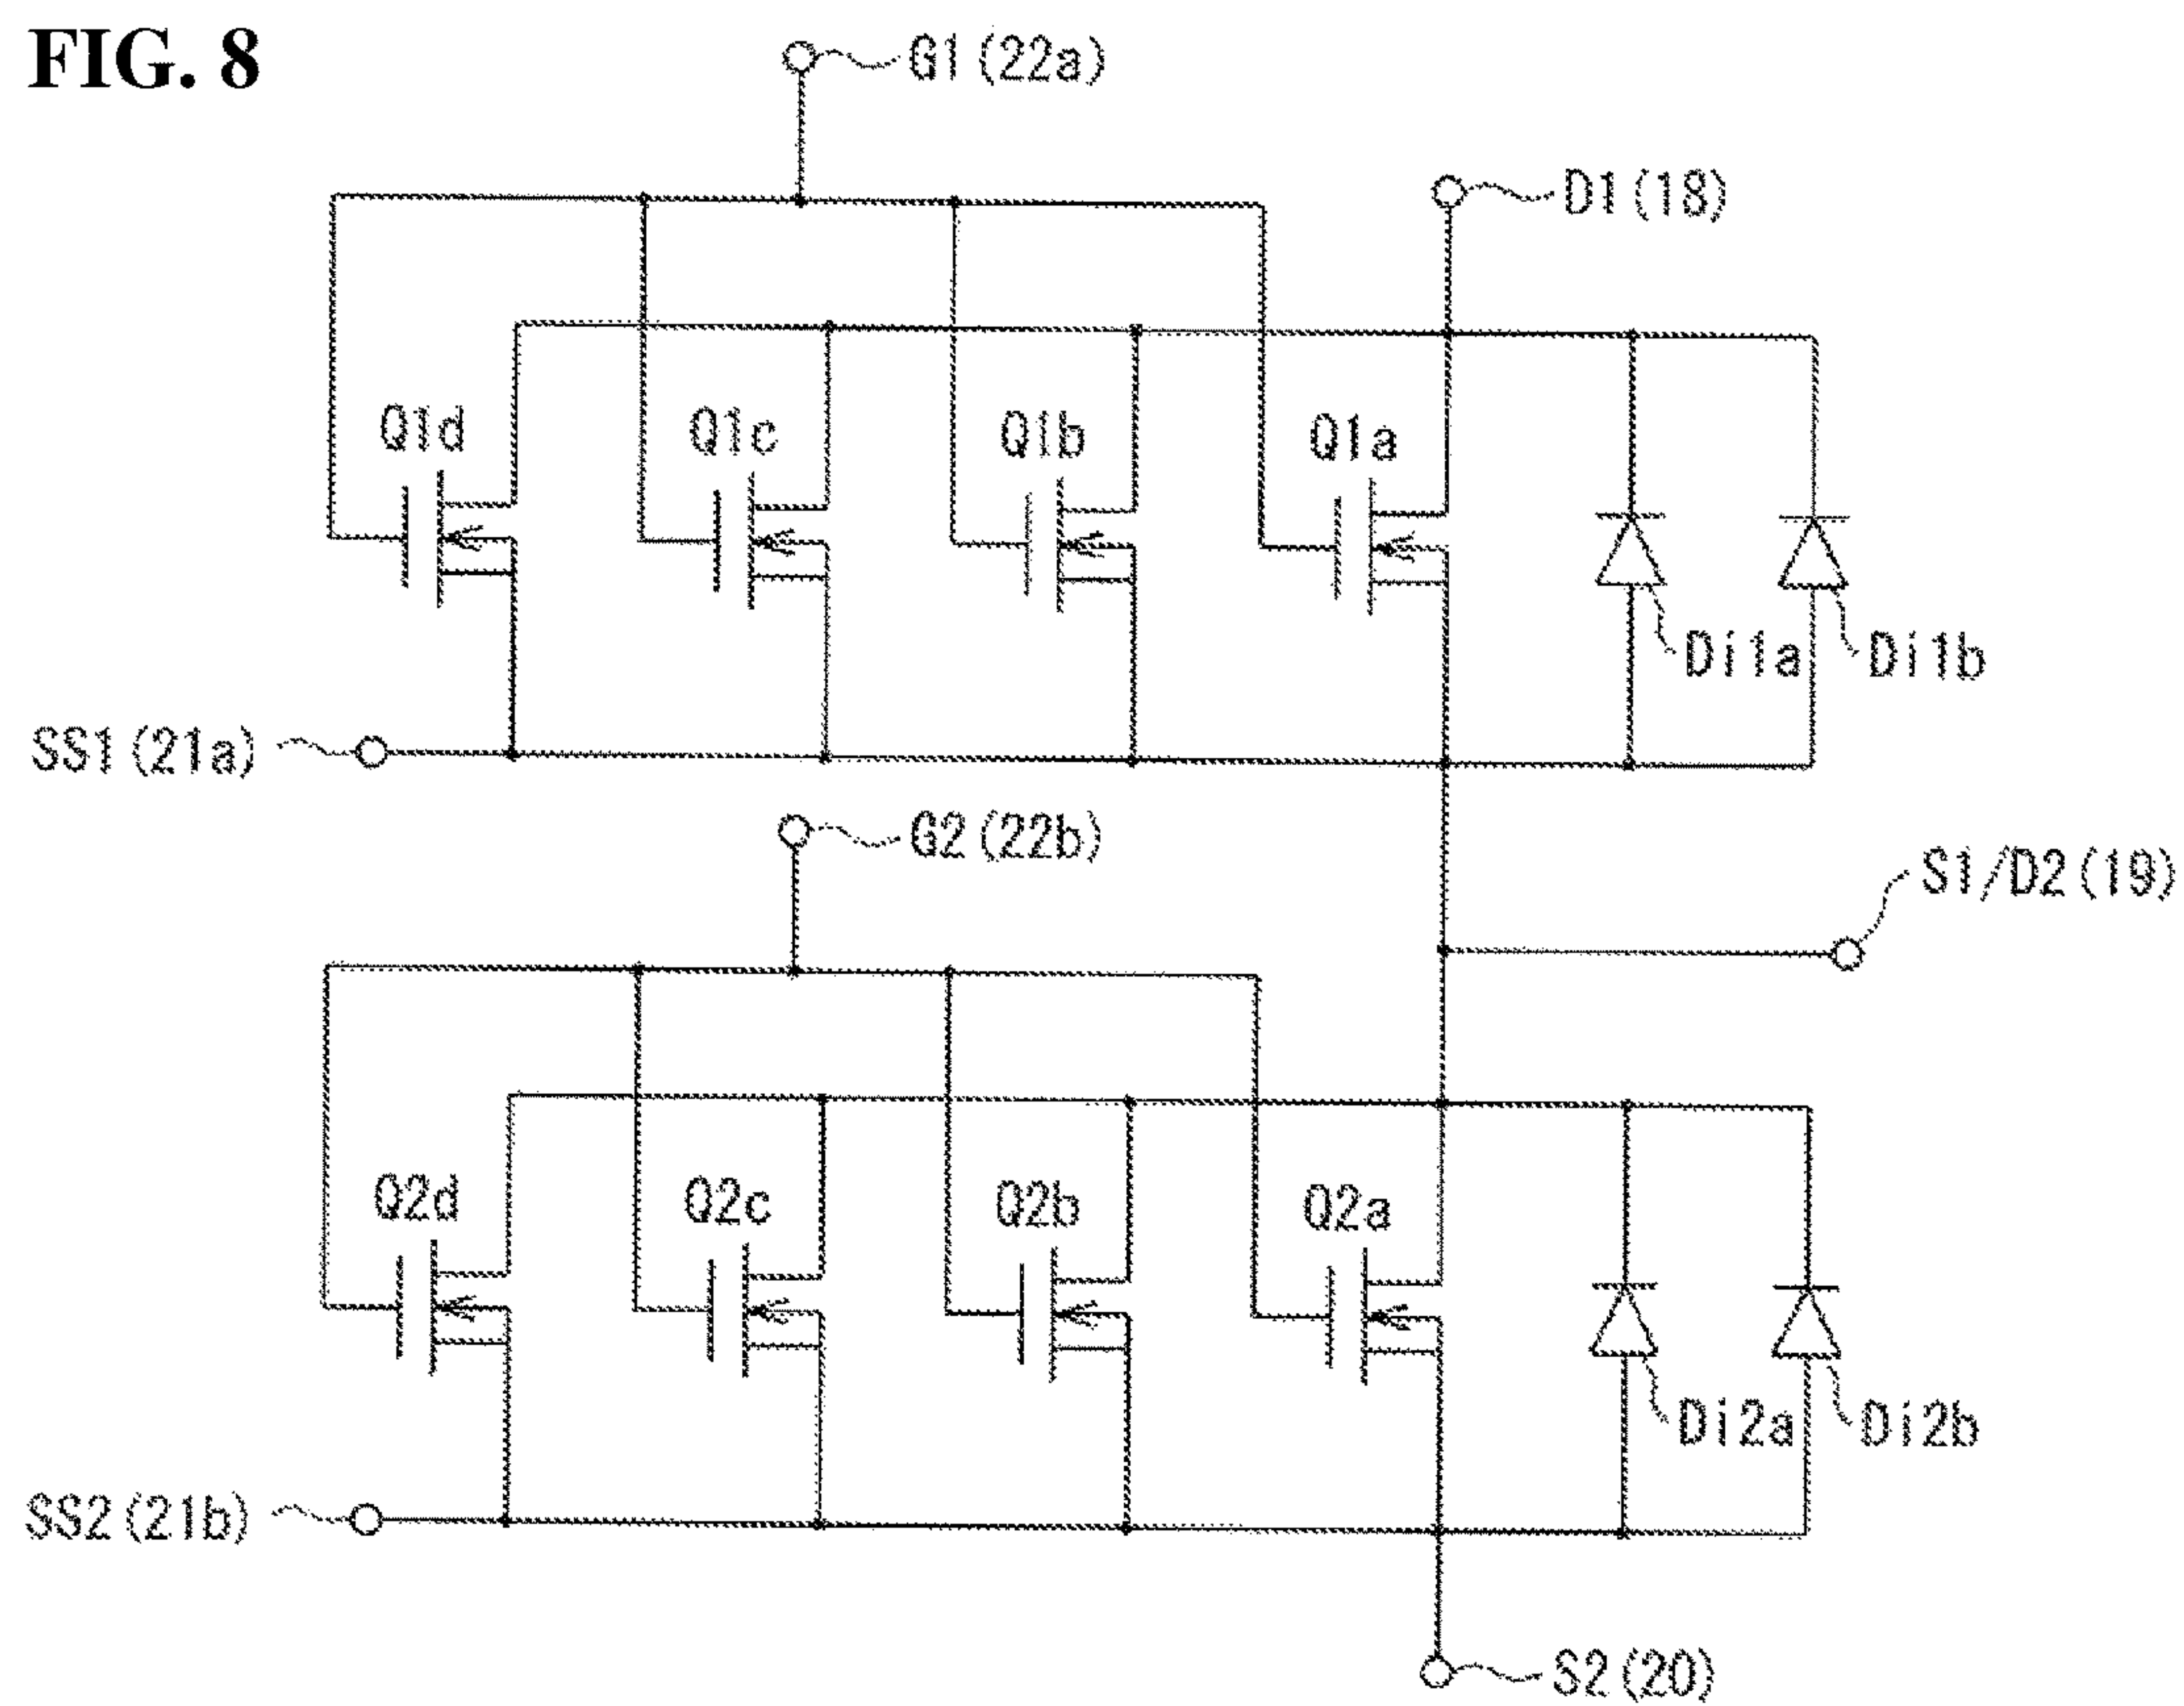 FIG. 8
G1(22a)
D1(18)
Q1d
Q1c
Q1b
Q1a
Di1a
Di1b
SS1(21a)
G2(22b)
S1/D2(19)
Q2d
Q2c
Q2b
Q2a
Di2a
Di2b
SS2(21b)
S2(20)